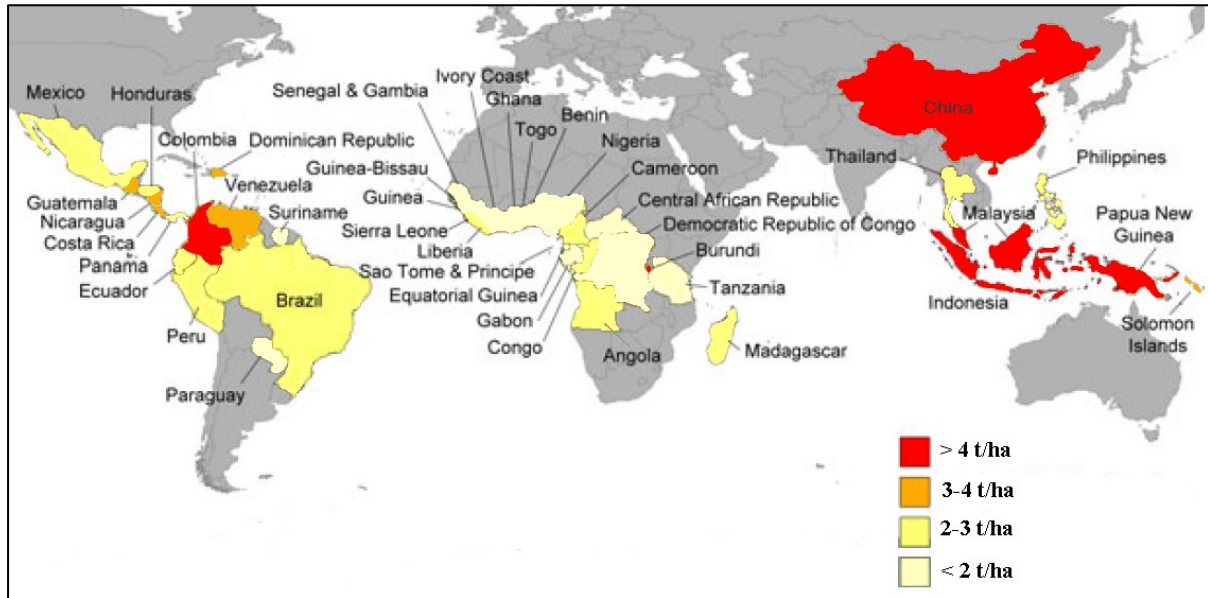 Mexico
Honduras
Colombia
Dominican Republic
Venezuela
Suriname
Guatemala
Nicaragua
Costa Rica
Panama
Ecuador
Peru
Brazil
Paraguay
Senegal & Gambia
Ivory Coast
Ghana
Togo
Benin
Nigeria
Cameroon
Central African Republic
Democratic Republic of Congo
Burundi
Tanzania
Guinea-Bissau
Guinea
Sierra Leone
Liberia
Sao Tome & Principe
Equatorial Guinea
Gabon
Congo
Angola
Madagascar
China
Thailand
Philippines
Malaysia
Papua New
Guinea
Indonesia
Solomon
Islands
> 4 t/ha
3-4 t/ha
2-3 t/ha
< 2 t/ha